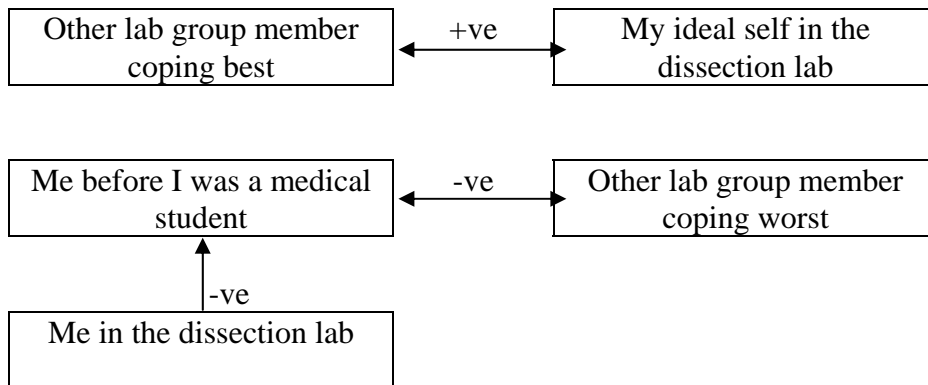 Other lab group member
coping best
+ve
My ideal self in the
dissection lab
Me before I was a medical
student
-ve
Other lab group member
coping worst
-ve
Me in the dissection lab